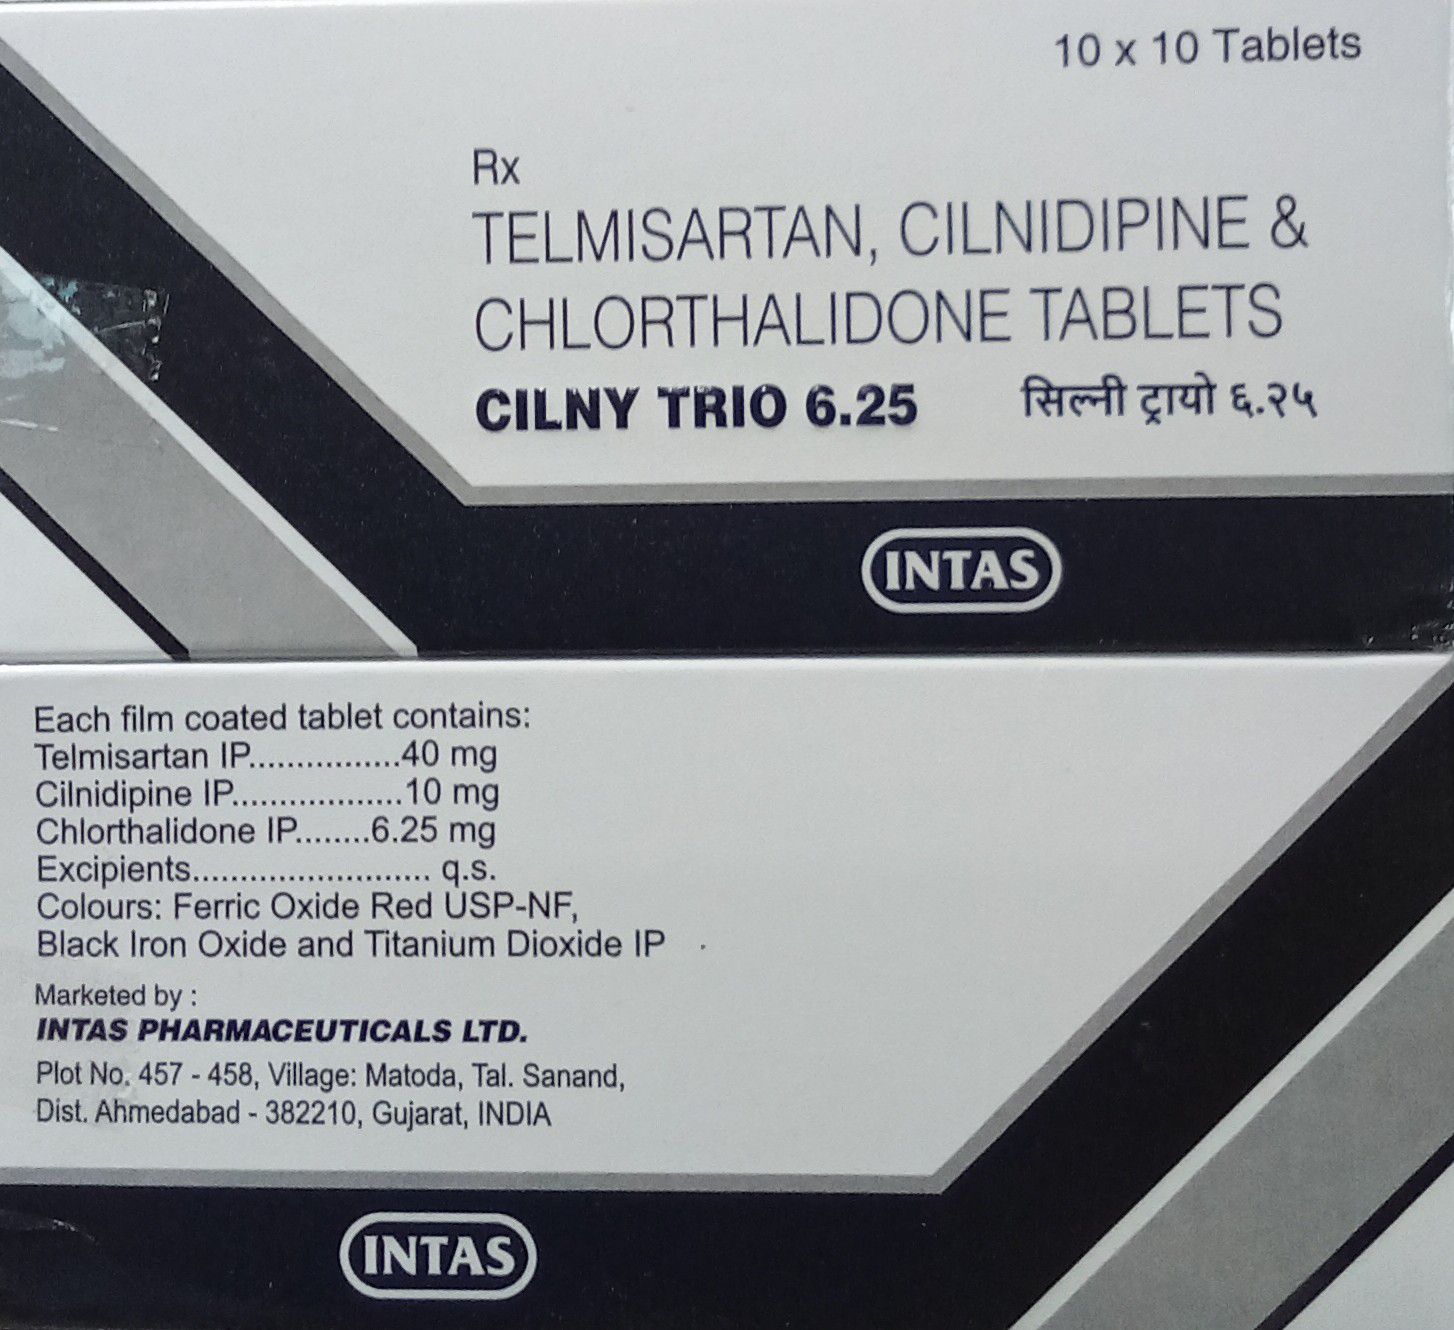 10 x 10 Tablets
Rx
TELMISARTAN, CILNIDIPINE &
CHLORTHALIDONE TABLETS
CILNY TRIO 6.25 सिल्नी ट्रायो ६.२५
INTAS
Each film coated tablet contains:
Telmisartan IP................40 mg
Cilnidipine IP..................10 mg
Chlorthalidone IP........6.25 mg
Excipients......................... q.s.
Colours: Ferric Oxide Red USP-NF,
Black Iron Oxide and Titanium Dioxide IP
Marketed by :
INTAS PHARMACEUTICALS LTD.
Plot No. 457 - 458, Village: Matoda, Tal. Sanand,
Dist. Ahmedabad - 382210, Gujarat, INDIA
INTAS